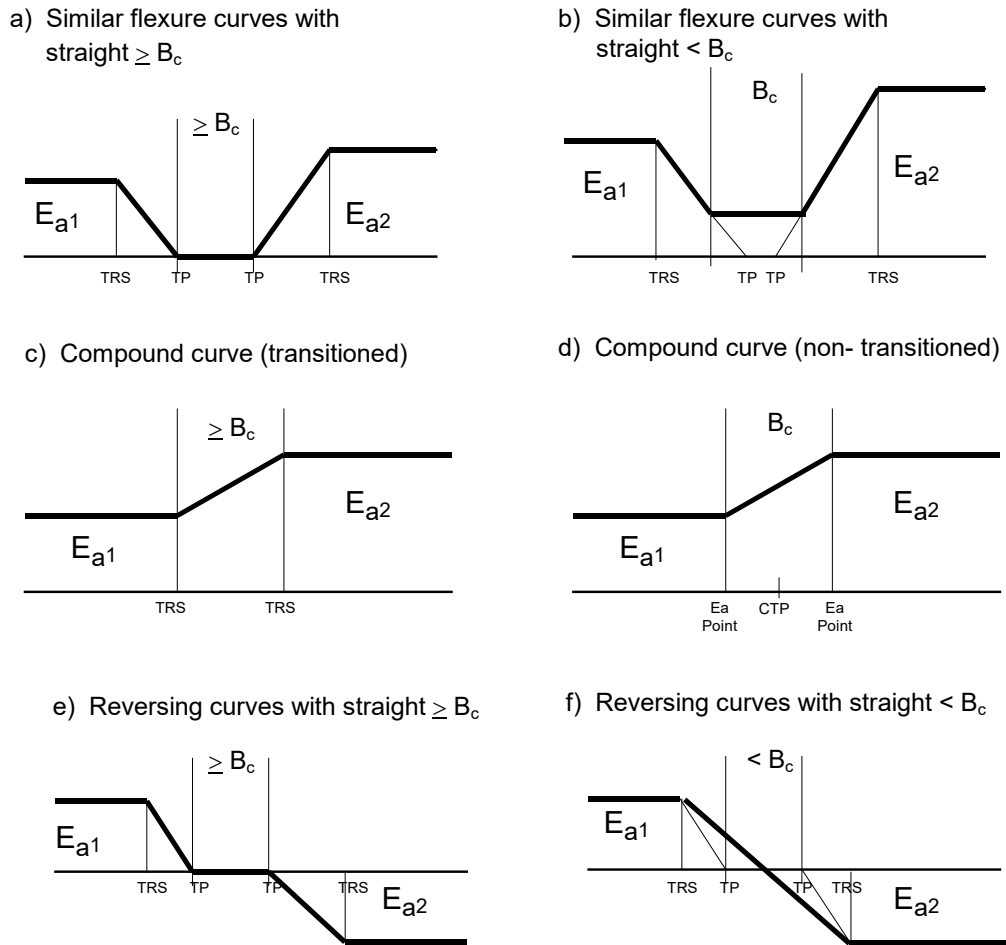 a) Similar flexure curves with
straight ≥ Bc
≥ Bc
Ea1
Ea2
TRS TP TP TRS
b) Similar flexure curves with
straight < Bc
Bc
Ea1
Ea2
TRS TP TP TRS
c) Compound curve (transitioned)
≥ Bc
Ea1
Ea2
TRS TRS
d) Compound curve (non- transitioned)
Bc
Ea1
Ea2
Ea
Point
CTP
Ea
Point
e) Reversing curves with straight ≥ Bc
≥ Bc
Ea1
TRS TP TP TRS
Ea2
f) Reversing curves with straight < Bc
< Bc
Ea1
TRS TP TP TRS
Ea2